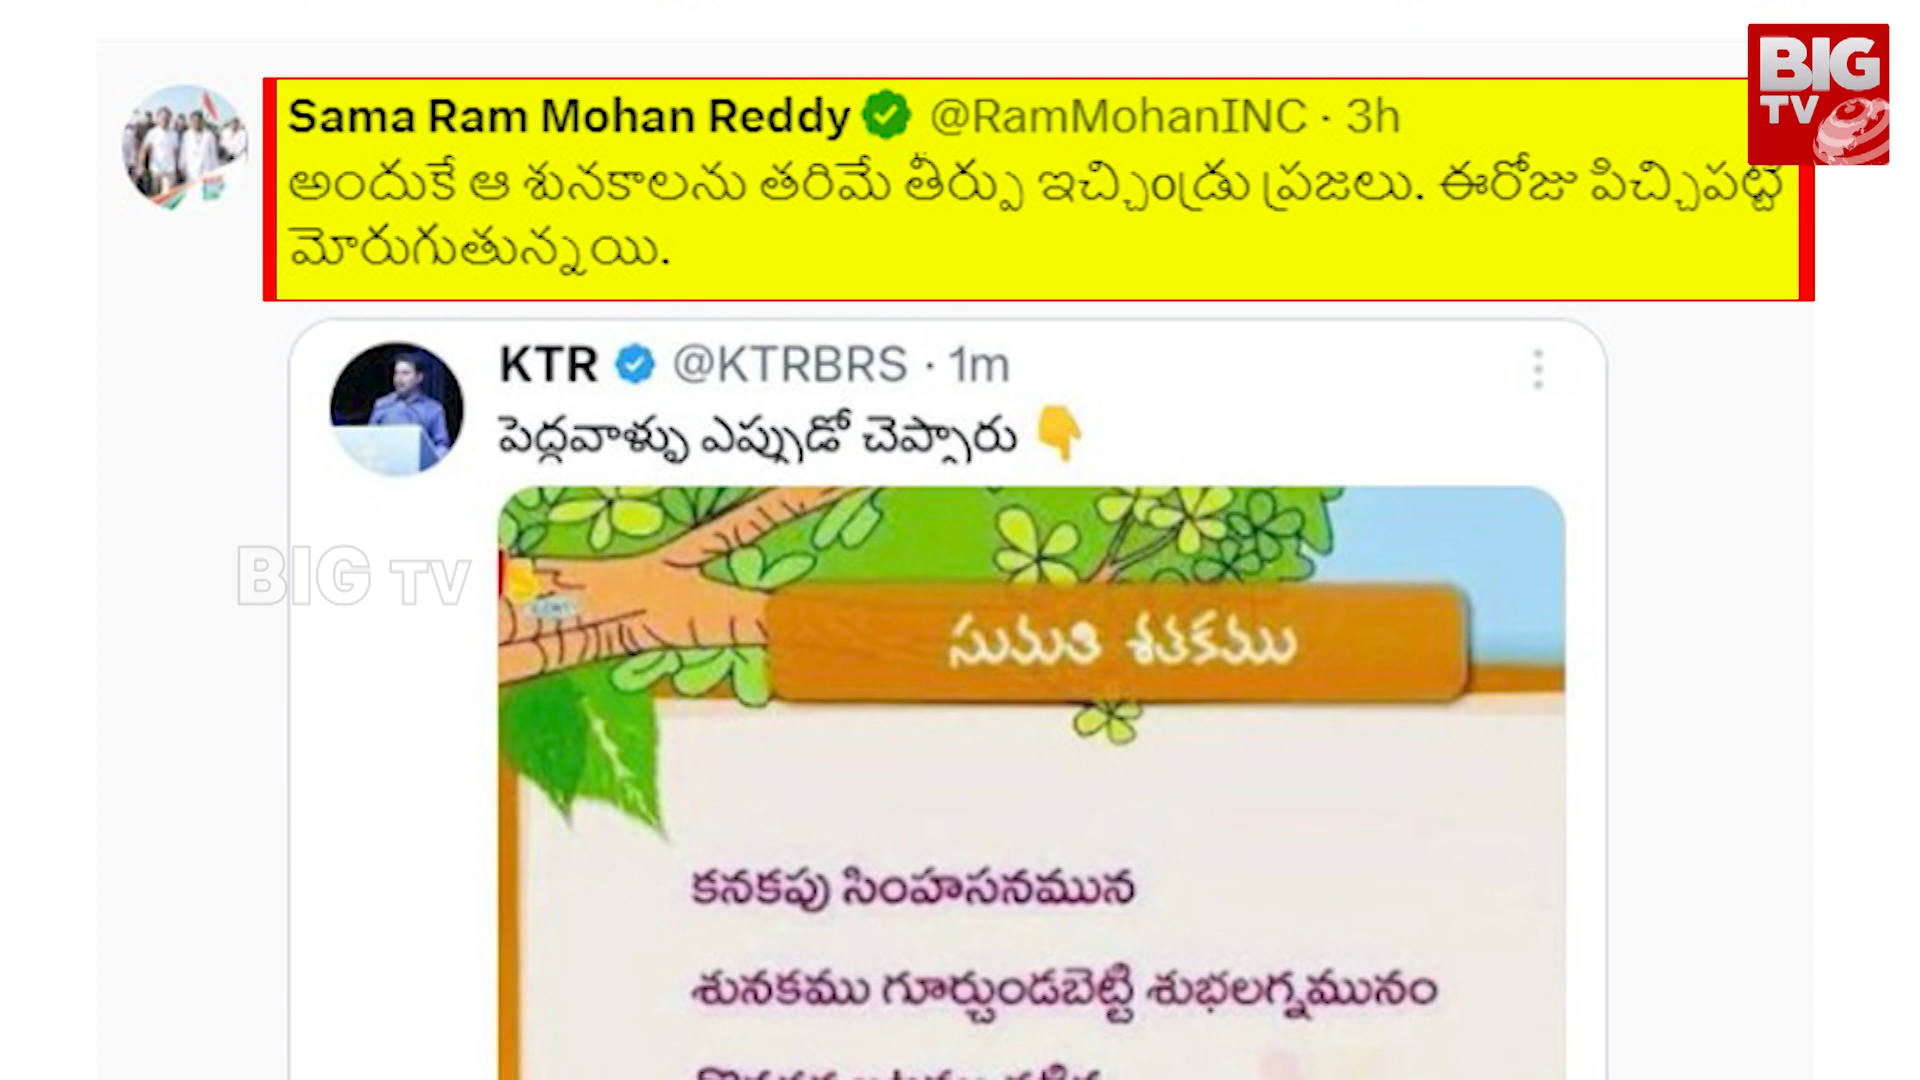 BIG
TV
Sama Ram Mohan Reddy @RamMohanINC · 3h
అందుకే ఆ శునకాలను తరిమే తీర్పు ఇచ్చిండ్రు ప్రజలు. ఈరోజు పిచ్చిపట్టి
మోరుగుతున్నయి.
KTR @KTRBRS · 1m
పెద్దవాళ్ళు ఎప్పుడో చెప్పారు 👇
BIG TV
సుమతి శతకము
కనకపు సింహాసనమున
శునకము గూర్చుండబెట్టి శుభలగ్నమునం